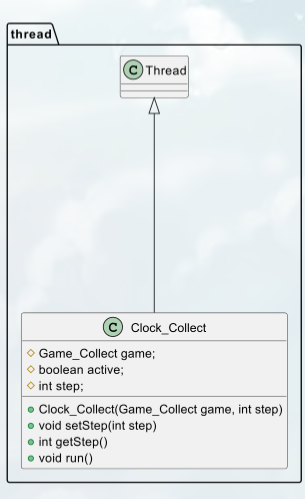 thread
C Thread
C Clock_Collect
Game_Collect game;
boolean active;
int step;
Clock_Collect(Game_Collect game, int step)
void setStep(int step)
int getStep()
void run()